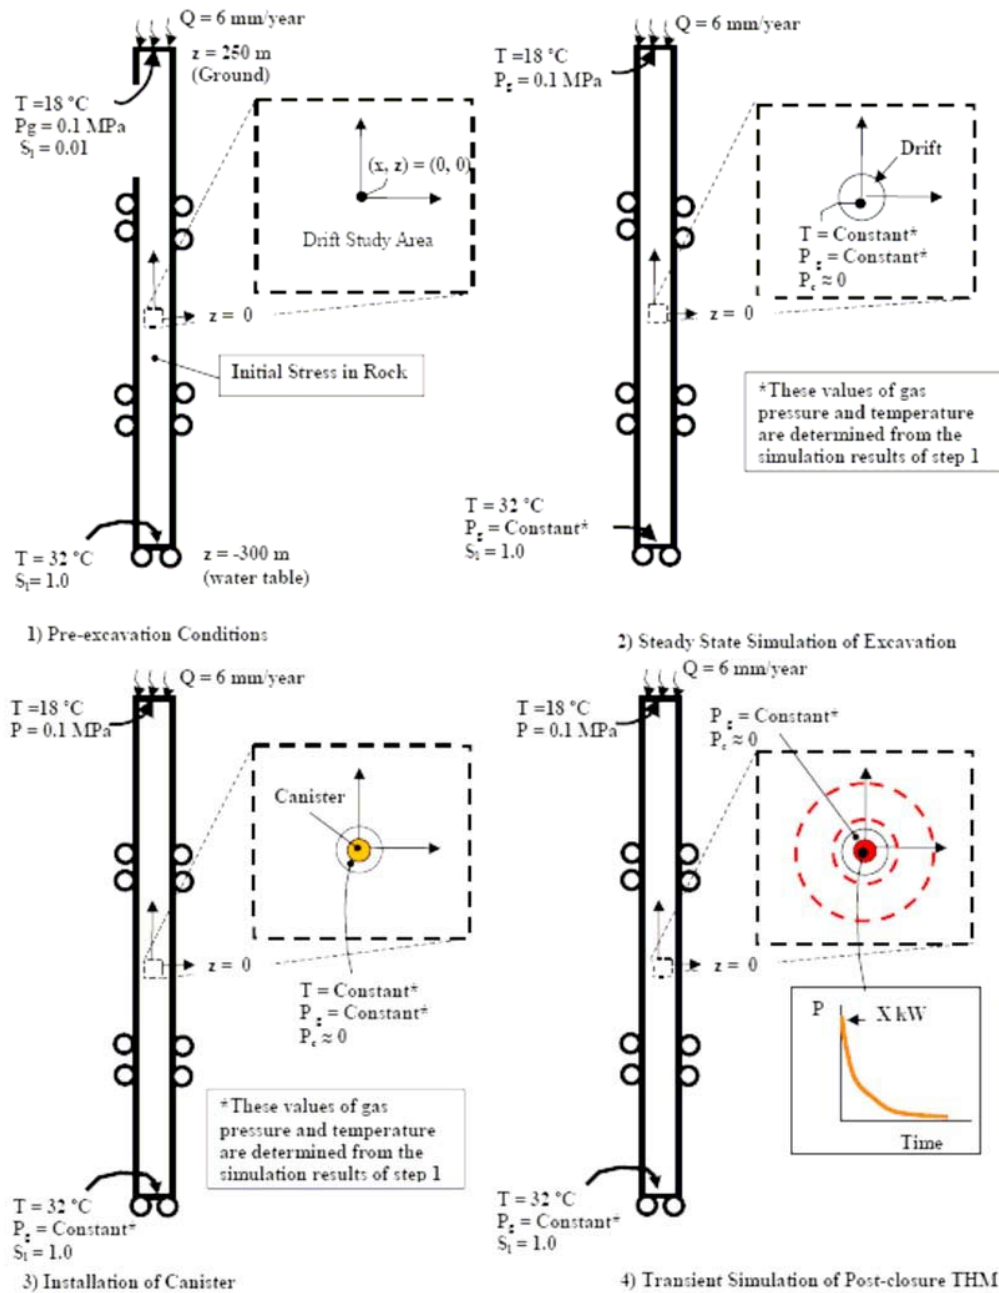 Q = 6 mm/year
z = 250 m
(Ground)
T =18 °C
Pg = 0.1 MPa
Sl = 0.01
(x, z) = (0, 0)
Drift Study Area
z = 0
Initial Stress in Rock
T = 32 °C
Sl = 1.0
z = -300 m
(water table)
1) Pre-excavation Conditions
Q = 6 mm/year
T =18 °C
Pg = 0.1 MPa
Drift
T = Constant*
Pg = Constant*
Pc ≈ 0
z = 0
*These values of gas
pressure and temperature
are determined from the
simulation results of step 1
T = 32 °C
Pg = Constant*
Sl = 1.0
2) Steady State Simulation of Excavation
Q = 6 mm/year
T =18 °C
P = 0.1 MPa
Canister
z = 0
T = Constant*
Pg = Constant*
Pc ≈ 0
*These values of gas
pressure and temperature
are determined from the
simulation results of step 1
T = 32 °C
Pg = Constant*
Sl = 1.0
3) Installation of Canister
Q = 6 mm/year
T =18 °C
P = 0.1 MPa
Pg = Constant*
Pc ≈ 0
z = 0
P
X kW
Time
T = 32 °C
Pg = Constant*
Sl = 1.0
4) Transient Simulation of Post-closure THM